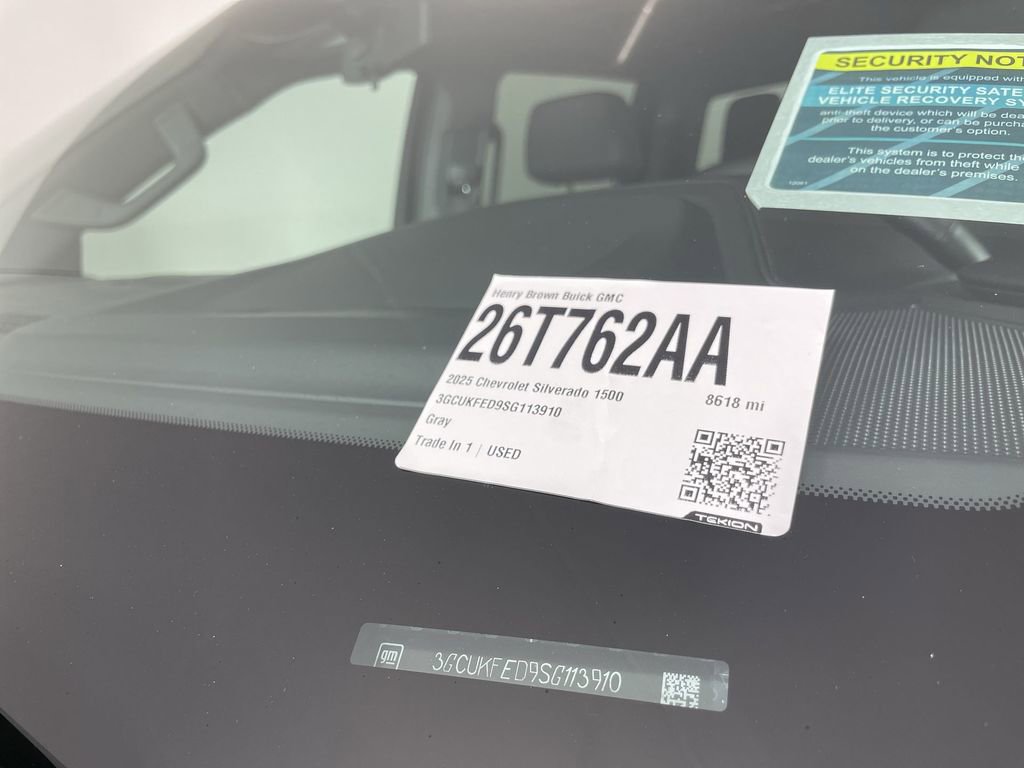 SECURITY NOT
This vehicle is equipped with
ELITE SECURITY SATE
VEHICLE RECOVERY SY
anti-theft device which will be dea
prior to delivery, or can be purcha
the customer's option.
This system is to protect thi
dealer's vehicles from theft while
on the dealer's premises.
Henry Brown Buick GMC
26T762AA
2025 Chevrolet Silverado 1500
8618 mi
3GCUKFED9SG113910
Gray
Trade In 1 | USED
TEKION
gm 3GCUKFED9SG113910